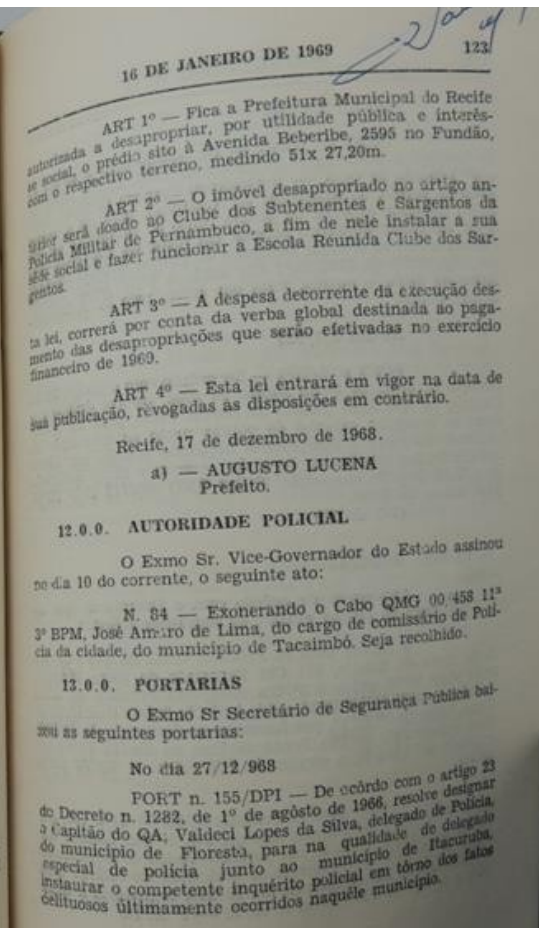 16 DE JANEIRO DE 1969
123
ART 1º — Fica a Prefeitura Municipal do Recife
autorizada a desapropriar, por utilidade pública e interês-
se social, o prédio sito à Avenida Beberibe, 2595 no Fundão,
com o respectivo terreno, medindo 51x 27,20m.
ART 2º — O imóvel desapropriado no artigo an-
terior será doado ao Clube dos Subtenentes e Sargentos da
Polícia Militar de Pernambuco, a fim de nele instalar a sua
séde social e fazer funcionar a Escola Reunida Clube dos Sar-
gentos.
ART 3º — A despesa decorrente da execução des-
ta lei, correrá por conta da verba global destinada ao paga-
mento das desapropriações que serão efetivadas no exercício
financeiro de 1969.
ART 4º — Esta lei entrará em vigor na data de
sua publicação, revogadas as disposições em contrário.
Recife, 17 de dezembro de 1968.
a) — AUGUSTO LUCENA
Prefeito.
12.0.0. AUTORIDADE POLICIAL
O Exmo Sr. Vice-Governador do Estado assinou
no dia 10 do corrente, o seguinte ato:
N. 84 — Exonerando o Cabo QMG 00/458 11ª
3º BPM, José Amaro de Lima, do cargo de comissário de Polí-
cia da cidade, do município de Tacaimbó. Seja recolhido.
13.0.0. PORTARIAS
O Exmo Sr Secretário de Segurança Pública bai-
xou as seguintes portarias:
No dia 27/12/968
PORT n. 155/DPI — De acôrdo com o artigo 23
do Decreto n. 1282, de 1º de agôsto de 1966, resolve designar
o Capitão do QA, Valdeci Lopes da Silva, delegado de Polícia,
do município de Floresta, para na qualidade de delegado
especial de polícia junto ao município de Itacuruba,
instaurar o competente inquérito policial em tôrno dos fatos
delituosos ùltimamente ocorridos naquêle município.